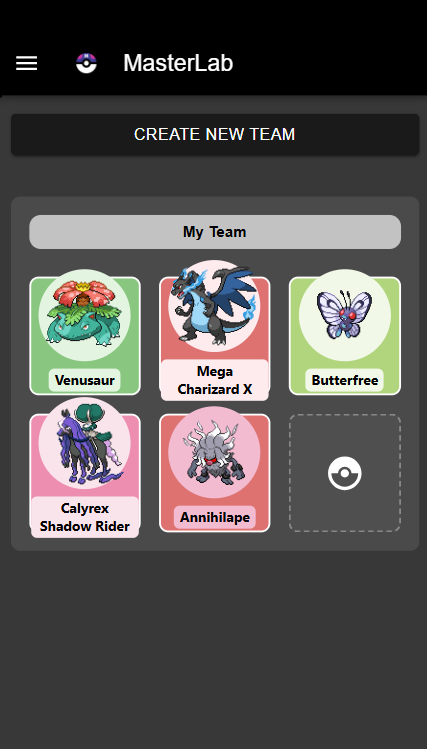 MasterLab
CREATE NEW TEAM
My Team
Venusaur
Mega
Charizard X
Butterfree
Calyrex
Shadow Rider
Annihilape